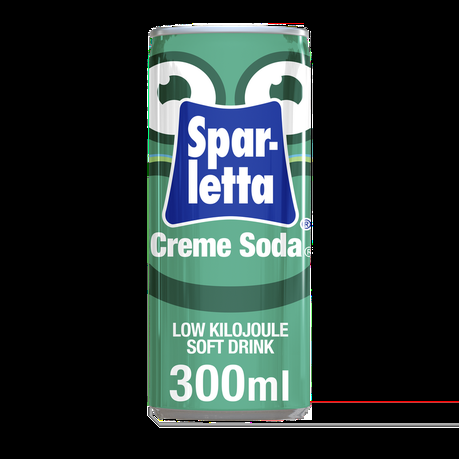 Spar-
letta
®
Creme Soda
LOW KILOJOULE
SOFT DRINK
300ml